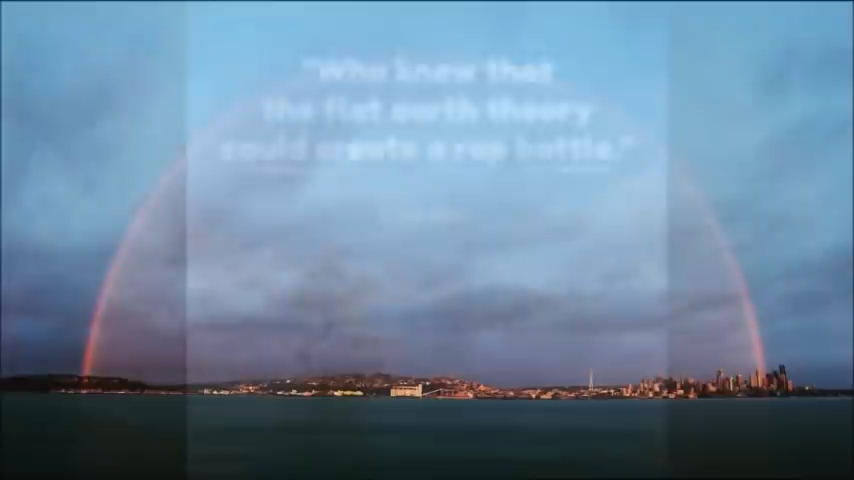 "Who knew that
the flat earth theory
could create a rap battle."